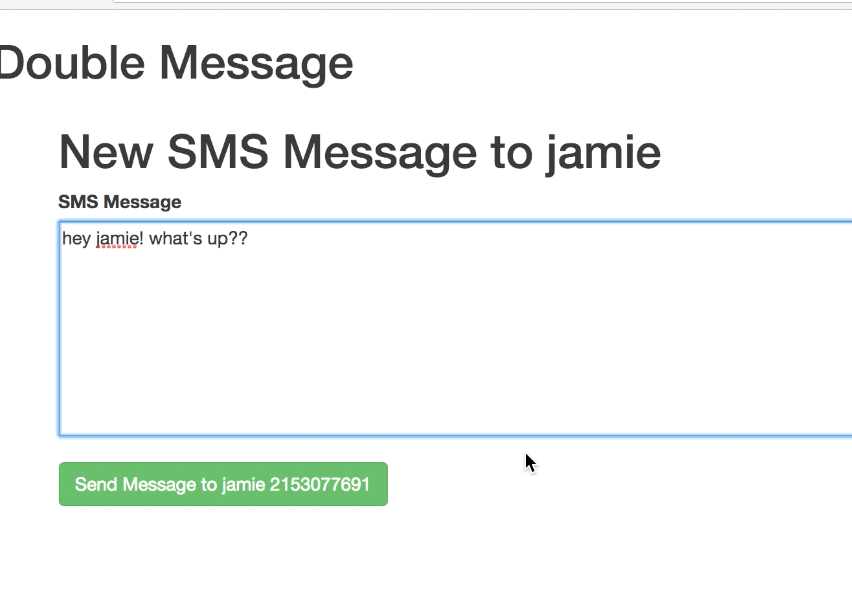 Double Message
New SMS Message to jamie
SMS Message
hey jamie! what's up??
Send Message to jamie 2153077691